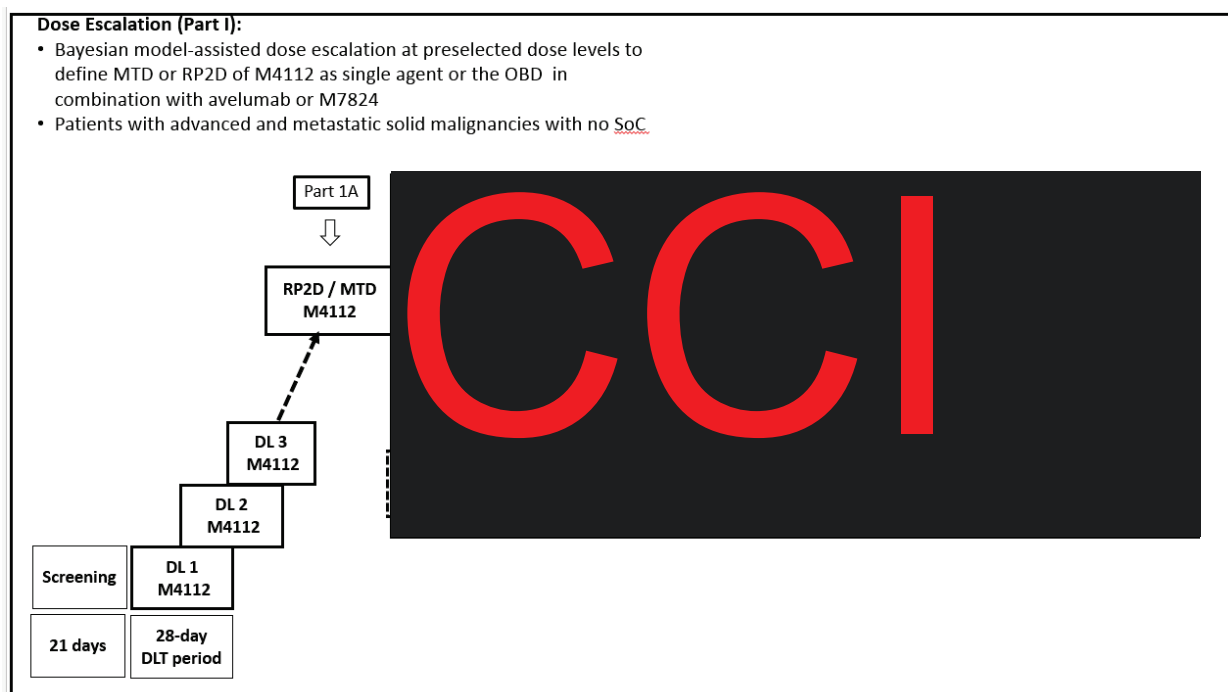 Dose Escalation (Part I):
• Bayesian model-assisted dose escalation at preselected dose levels to
define MTD or RP2D of M4112 as single agent or the OBD in
combination with avelumab or M7824
• Patients with advanced and metastatic solid malignancies with no SoC
Part 1A
CCI
RP2D / MTD
M4112
DL 3
M4112
DL 2
M4112
Screening
DL 1
M4112
21 days
28-day
DLT period